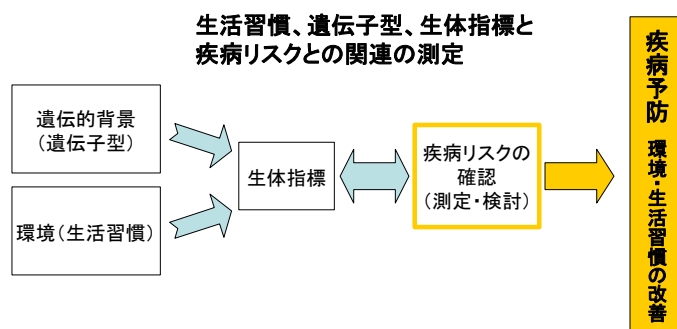 生活習慣、遺伝子型、生体指標と
疾病リスクとの関連の測定
遺伝的背景
(遺伝子型)
環境(生活習慣)
生体指標
疾病リスクの
確認
(測定・検討)
疾病予防 環境・生活習慣の改善